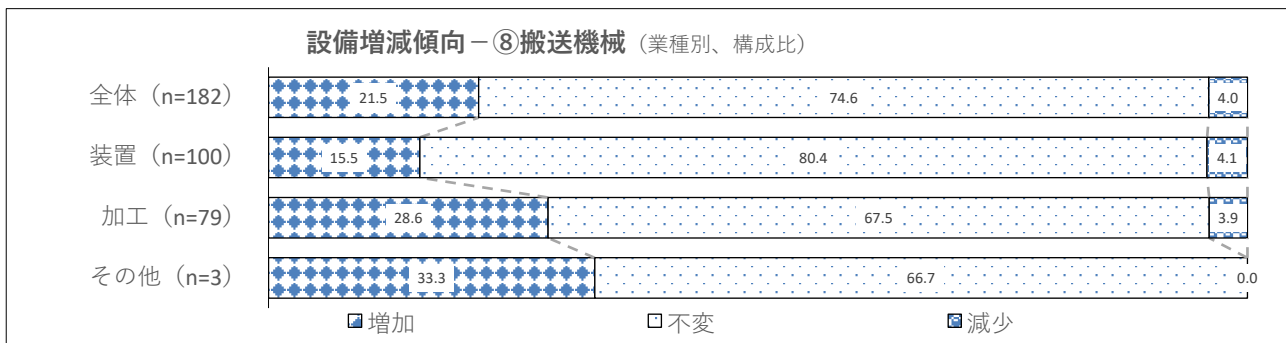 設備増減傾向－⑧搬送機械（業種別、構成比）
全体（n=182） 21.5 74.6 4.0
装置（n=100） 15.5 80.4 4.1
加工（n=79） 28.6 67.5 3.9
その他（n=3） 33.3 66.7 0.0
増加 不変 減少